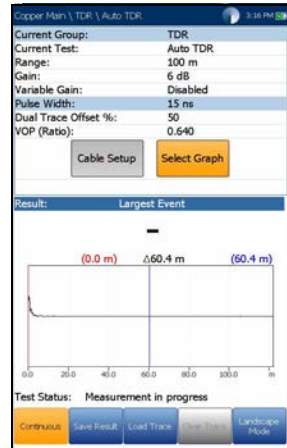 Copper Main \ TDR \ Auto TDR 3:16 PM
Current Group: TDR
Current Test: Auto TDR
Range: 100 m
Gain: 6 dB
Variable Gain: Disabled
Pulse Width: 15 ns
Dual Trace Offset %: 50
VOP (Ratio): 0.640
Cable Setup Select Graph
Result: Largest Event
–
(0.0 m) Δ60.4 m (60.4 m)
0.0 20.0 40.0 60.0 80.0 100.0 m
Test Status: Measurement in progress
Continuous Save Result Load Trace Clear Trace Landscape
Mode